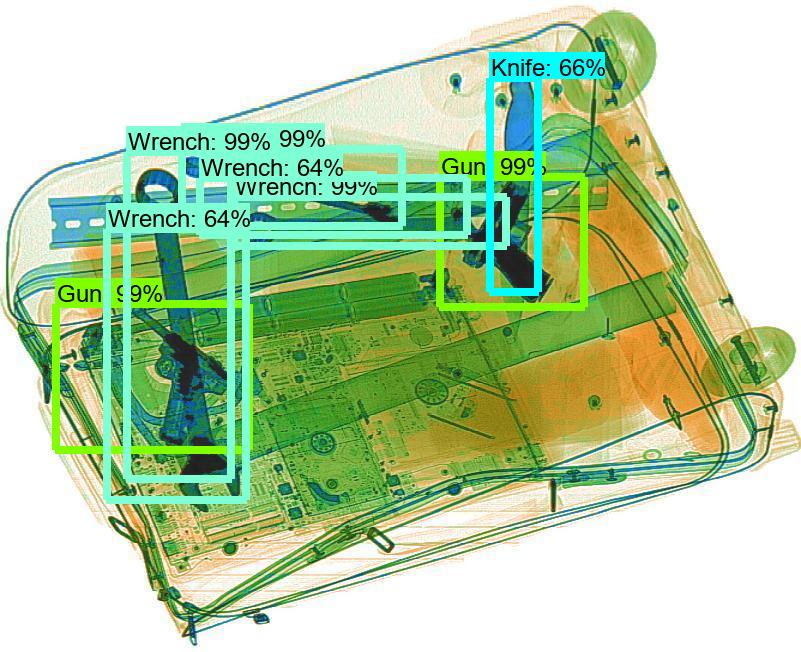 Knife: 66%
Wrench: 99% 99%
Wrench: 64%
Gun: 99%
Wrench: 99%
Wrench: 64%
Gun: 99%